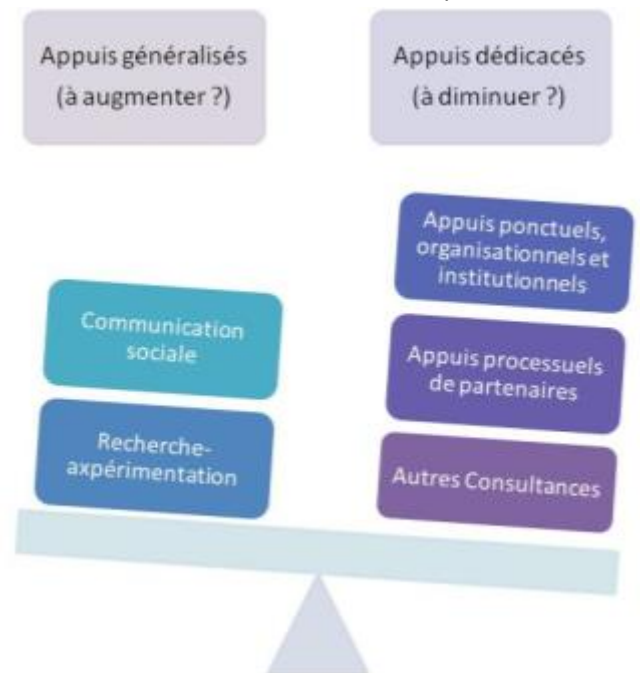 Appuis généralisés
(à augmenter ?)
Appuis dédicacés
(à diminuer ?)
Communication
sociale
Recherche-
axpérimentation
Appuis ponctuels,
organisationnels et
institutionnels
Appuis processuels
de partenaires
Autres Consultances